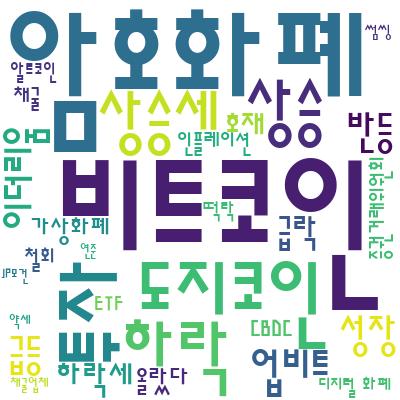 암호화폐
썸씽
알트코인
채굴
상승세
호재
상승
반등
인플레이션
이더리움
비트코인
증권거래위원회
떡락
가상화폐
급락
연준
철회
JP모건
투자
ETF
도지코인
약세
급등
하락
CBDC
성장
업비트
채굴업체
하락세
올랐다
디지털 화폐